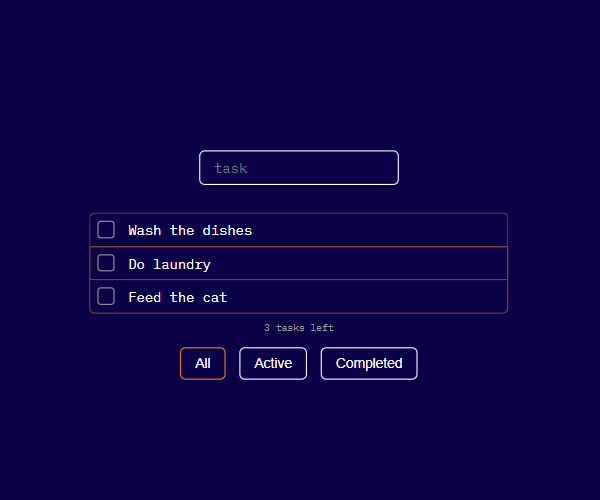 task
Wash the dishes
Do laundry
Feed the cat
3 tasks left
All Active Completed